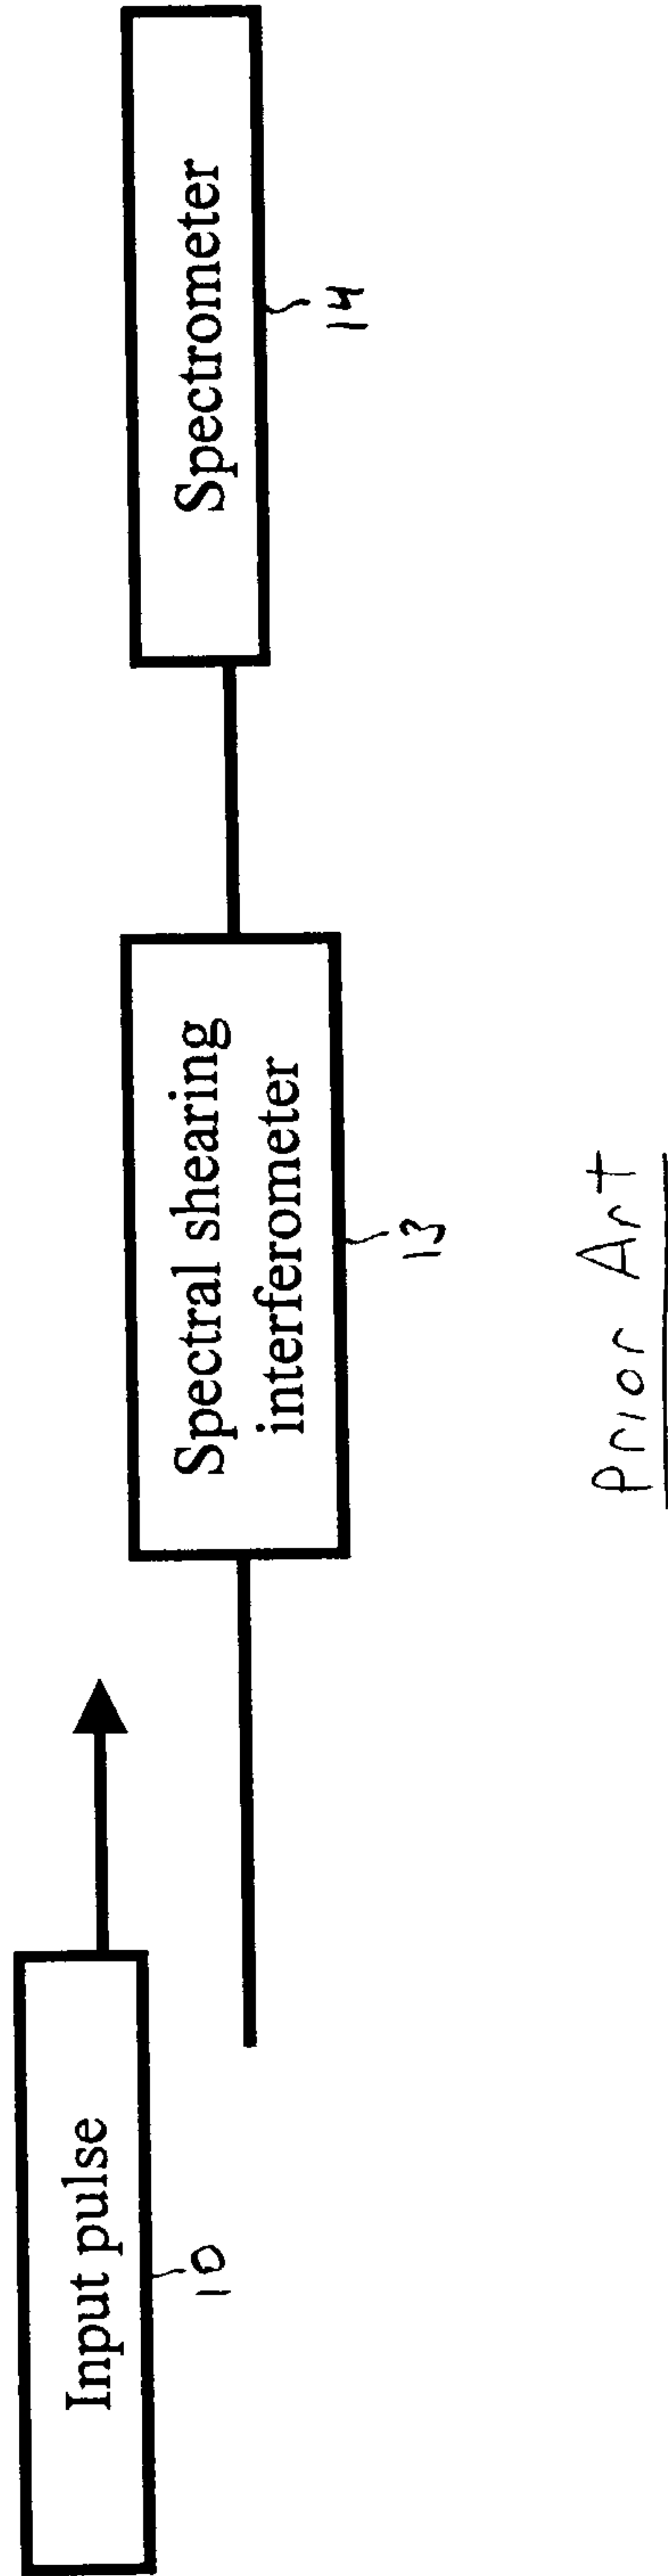 Input pulse
10
Spectral shearing
interferometer
13
Spectrometer
14
Prior Art